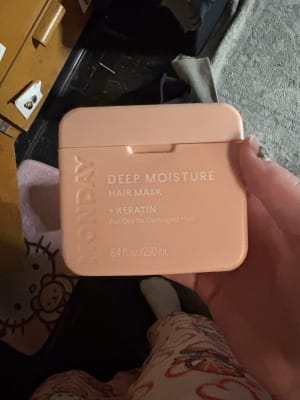 MONDAY
DEEP MOISTURE
HAIR MASK
+ KERATIN
For Dry to Damaged Hair
8.4 fl.oz/250 mL